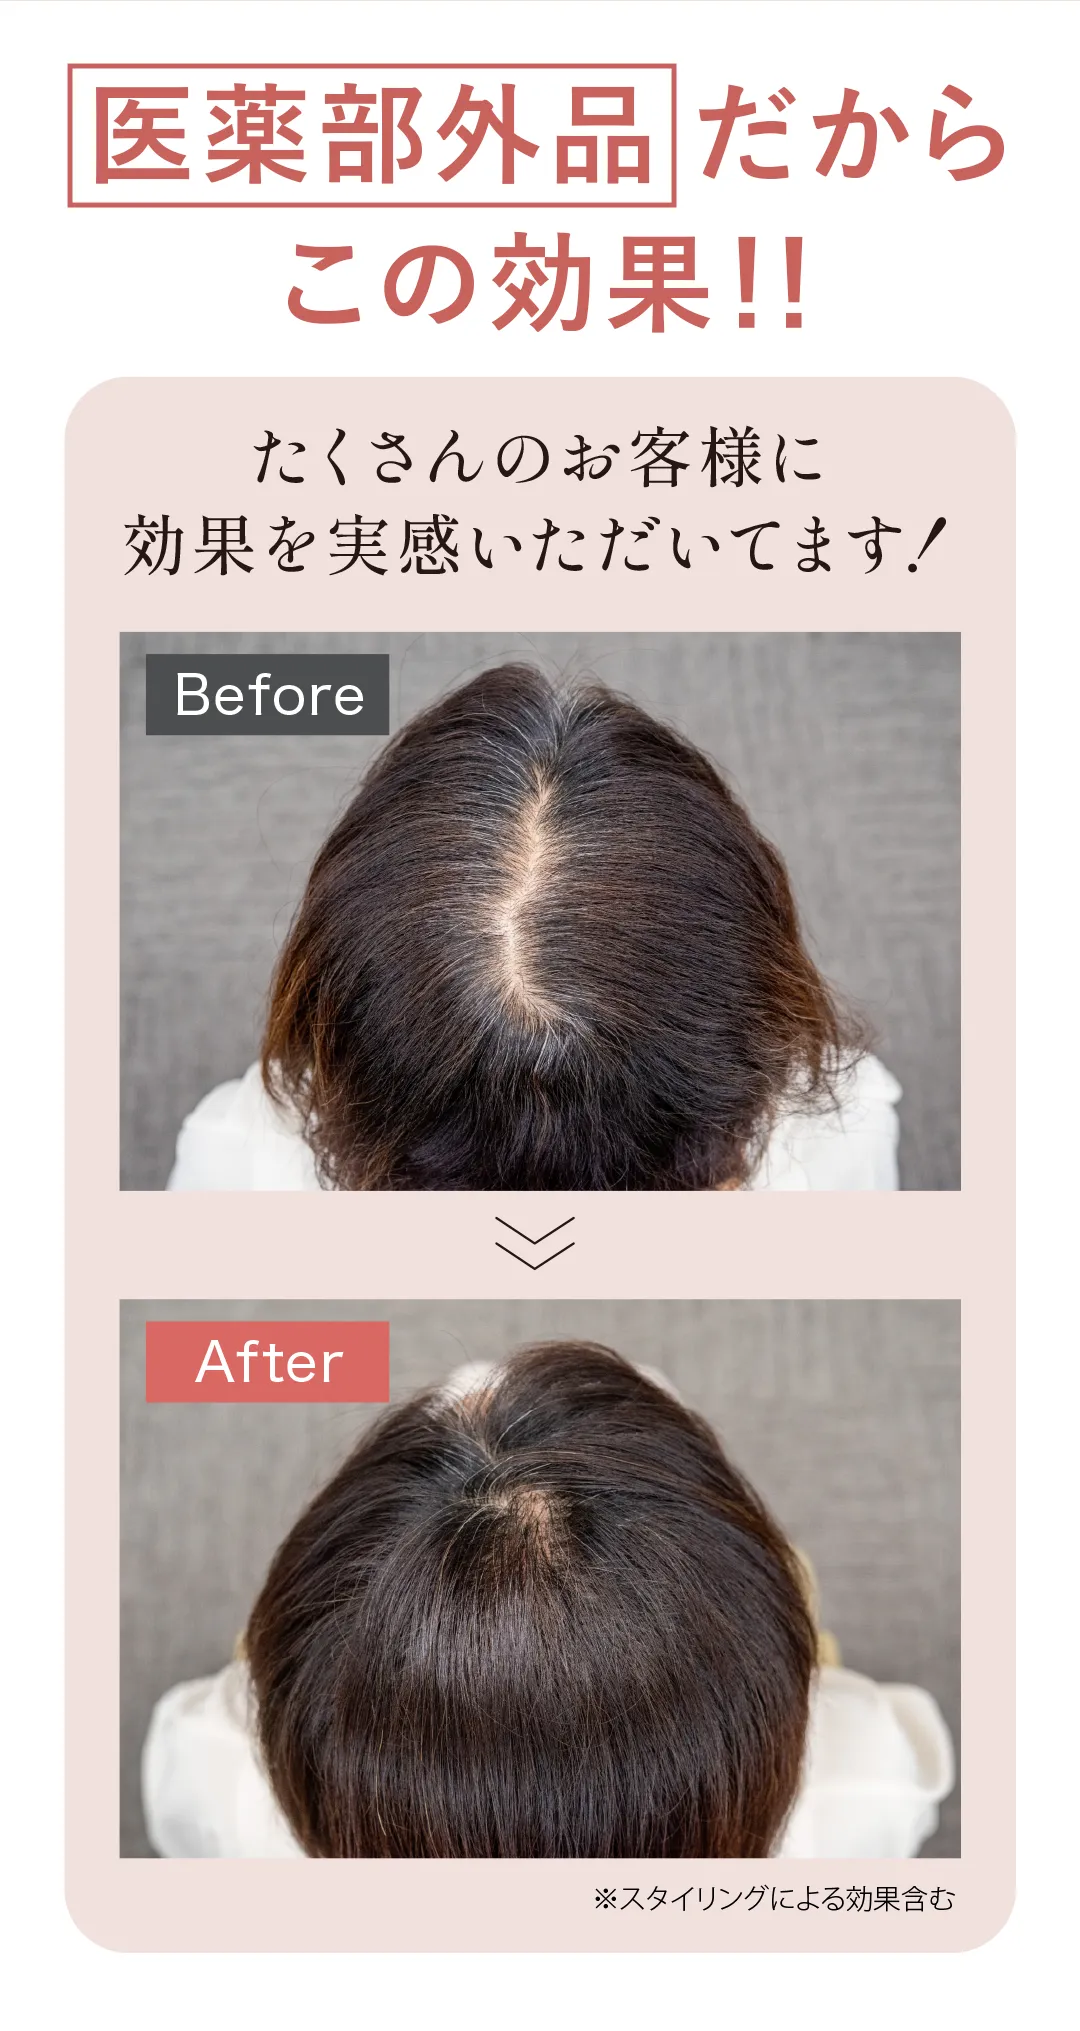 医薬部外品だから
この効果!!
たくさんのお客様に
効果を実感いただいてます!
Before
After
※スタイリングによる効果含む